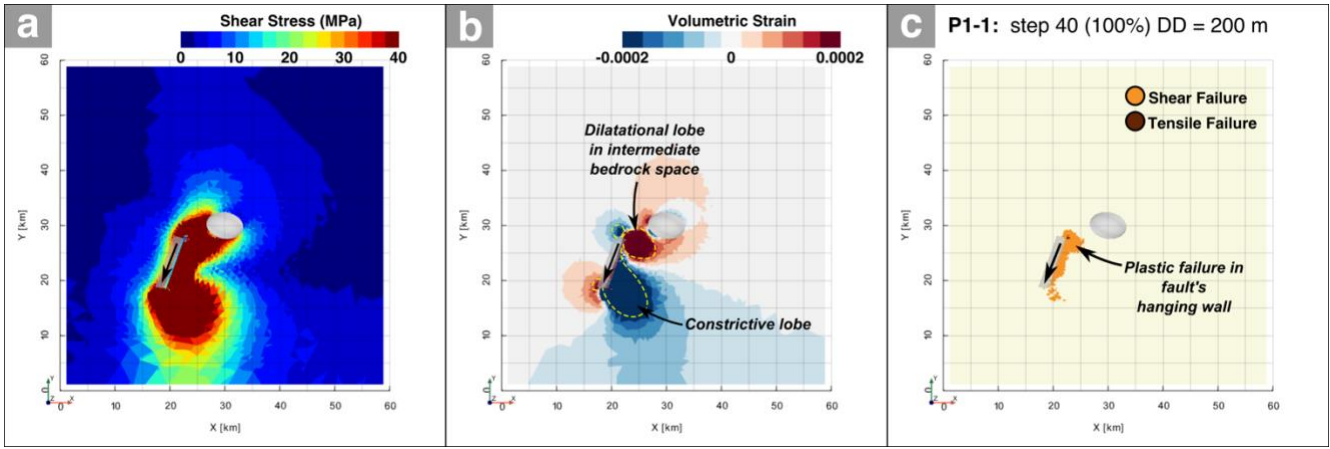 a
Shear Stress (MPa)
0 10 20 30 40
60
50
40
30
20
10
0
Y [km]
0 10 20 30 40 50 60
X [km]
Y
Z X
b
Volumetric Strain
-0.0002 0 0.0002
60
50
40
30
20
10
0
Y [km]
Dilatational lobe
in intermediate
bedrock space
Constrictive lobe
0 10 20 30 40 50 60
X [km]
Y
Z X
c
P1-1: step 40 (100%) DD = 200 m
Shear Failure
Tensile Failure
60
50
40
30
20
10
0
Y [km]
Plastic failure in
fault's
hanging wall
0 10 20 30 40 50 60
X [km]
Y
Z X